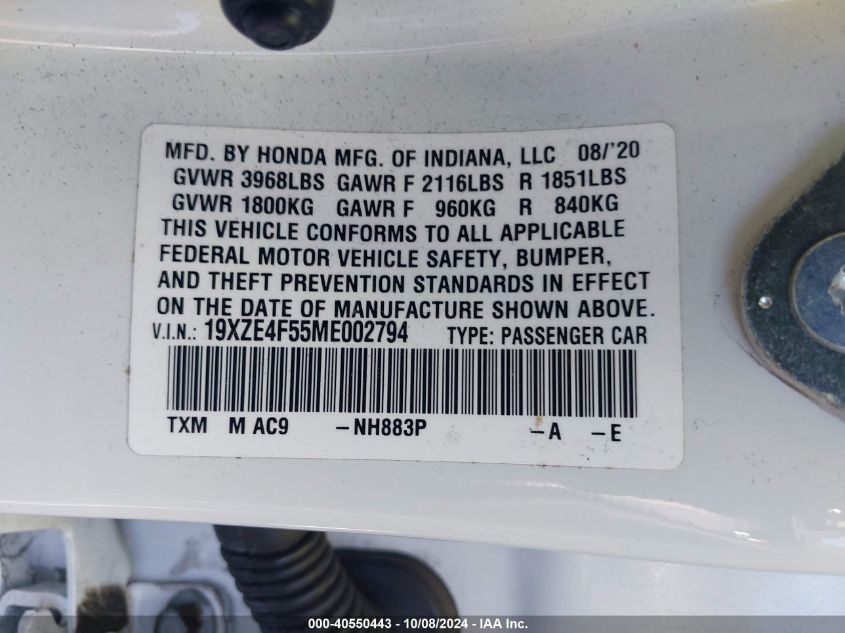 MFD. BY HONDA MFG. OF INDIANA, LLC 08/'20
GVWR 3968LBS GAWR F 2116LBS R 1851LBS
GVWR 1800KG GAWR F 960KG R 840KG
THIS VEHICLE CONFORMS TO ALL APPLICABLE
FEDERAL MOTOR VEHICLE SAFETY, BUMPER,
AND THEFT PREVENTION STANDARDS IN EFFECT
ON THE DATE OF MANUFACTURE SHOWN ABOVE.
V.I.N.: 19XZE4F55ME002794 TYPE: PASSENGER CAR
TXM M AC9 -NH883P -A -E
000-40550443 - 10/08/2024 - IAA Inc.